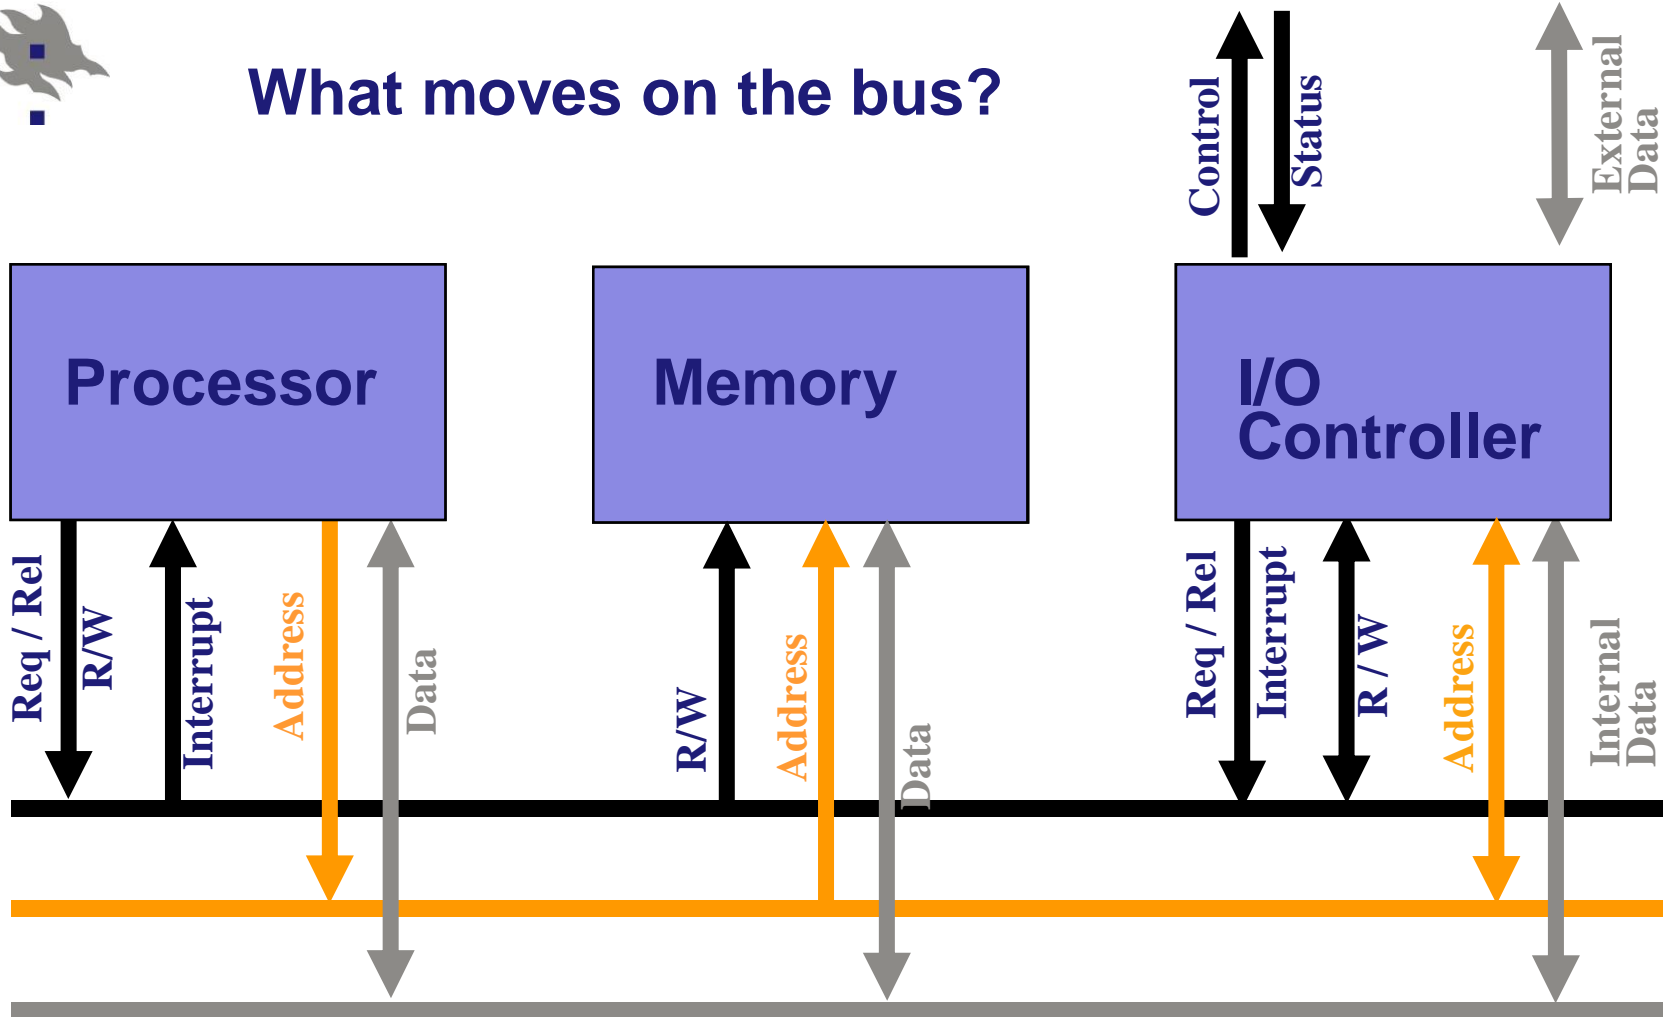 What moves on the bus?
Control
Status
External
Data
Processor
Memory
I/O
Controller
Req / Rel
R/W
Interrupt
Address
Data
R/W
Address
Data
Req / Rel
Interrupt
R / W
Address
Internal
Data